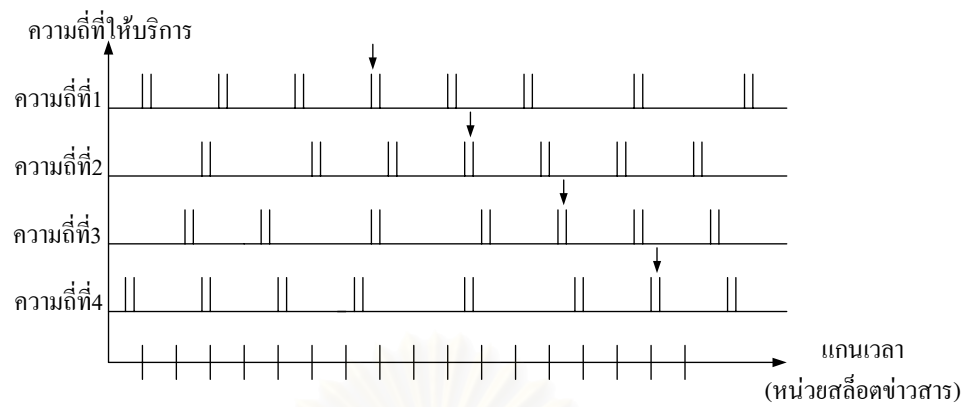 ความถี่ที่ให้บริการ
ความถี่ที่1
ความถี่ที่2
ความถี่ที่3
ความถี่ที่4
แกนเวลา
(หน่วยสล็อตข่าวสาร)